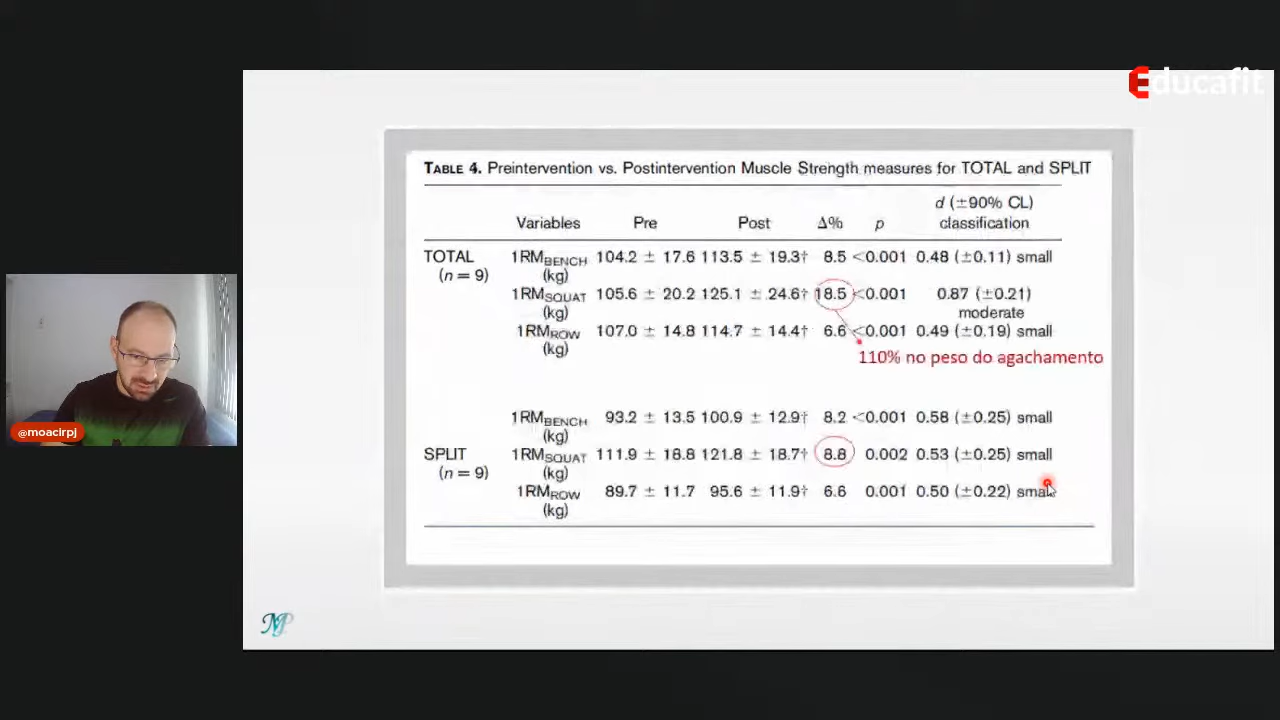 Educafit
TABLE 4. Preintervention vs. Postintervention Muscle Strength measures for TOTAL and SPLIT
Variables Pre Post Δ% p d (±90% CL) classification
TOTAL (n = 9) 1RMBENCH (kg) 104.2 ± 17.6 113.5 ± 19.3† 8.5 <0.001 0.48 (±0.11) small
1RMSQUAT (kg) 105.6 ± 20.2 125.1 ± 24.6† 18.5 <0.001 0.87 (±0.21) moderate
1RMROW (kg) 107.0 ± 14.8 114.7 ± 14.4† 6.6 <0.001 0.49 (±0.19) small
110% no peso do agachamento
1RMBENCH (kg) 93.2 ± 13.5 100.9 ± 12.9† 8.2 <0.001 0.58 (±0.25) small
SPLIT (n = 9) 1RMSQUAT (kg) 111.9 ± 18.8 121.8 ± 18.7† 8.8 0.002 0.53 (±0.25) small
1RMROW (kg) 89.7 ± 11.7 95.6 ± 11.9† 6.6 0.001 0.50 (±0.22) small
@moacirpj
MP